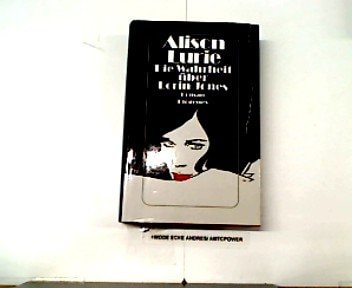 Alison
Lurie
Die Wahrheit
über
Lorin Jones
Roman
Diogenes